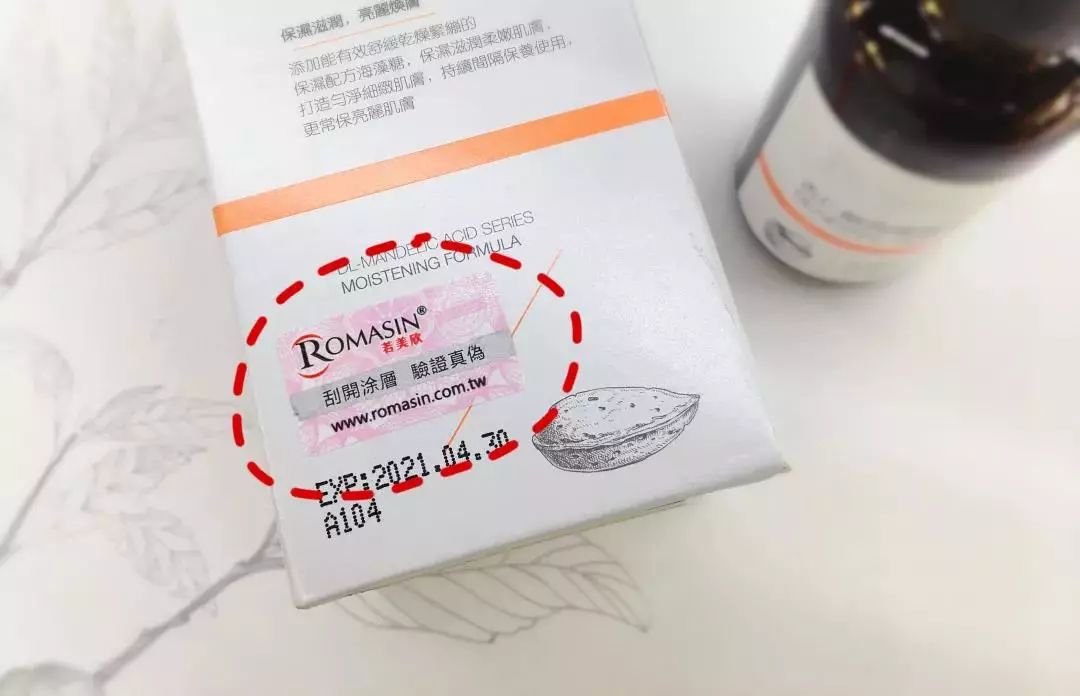 保濕滋潤，亮麗煥膚
添加能有效舒緩乾燥緊繃的
保濕配方海藻糖，保濕滋潤柔嫩肌膚，
打造勻淨細緻肌膚，持續間隔保養使用，
更常保亮麗肌膚
DL-MANDELIC ACID SERIES
MOISTENING FORMULA
ROMASIN®
若美欣
刮開涂層 驗證真偽
www.romasin.com.tw
EXP:2021.04.30
A104